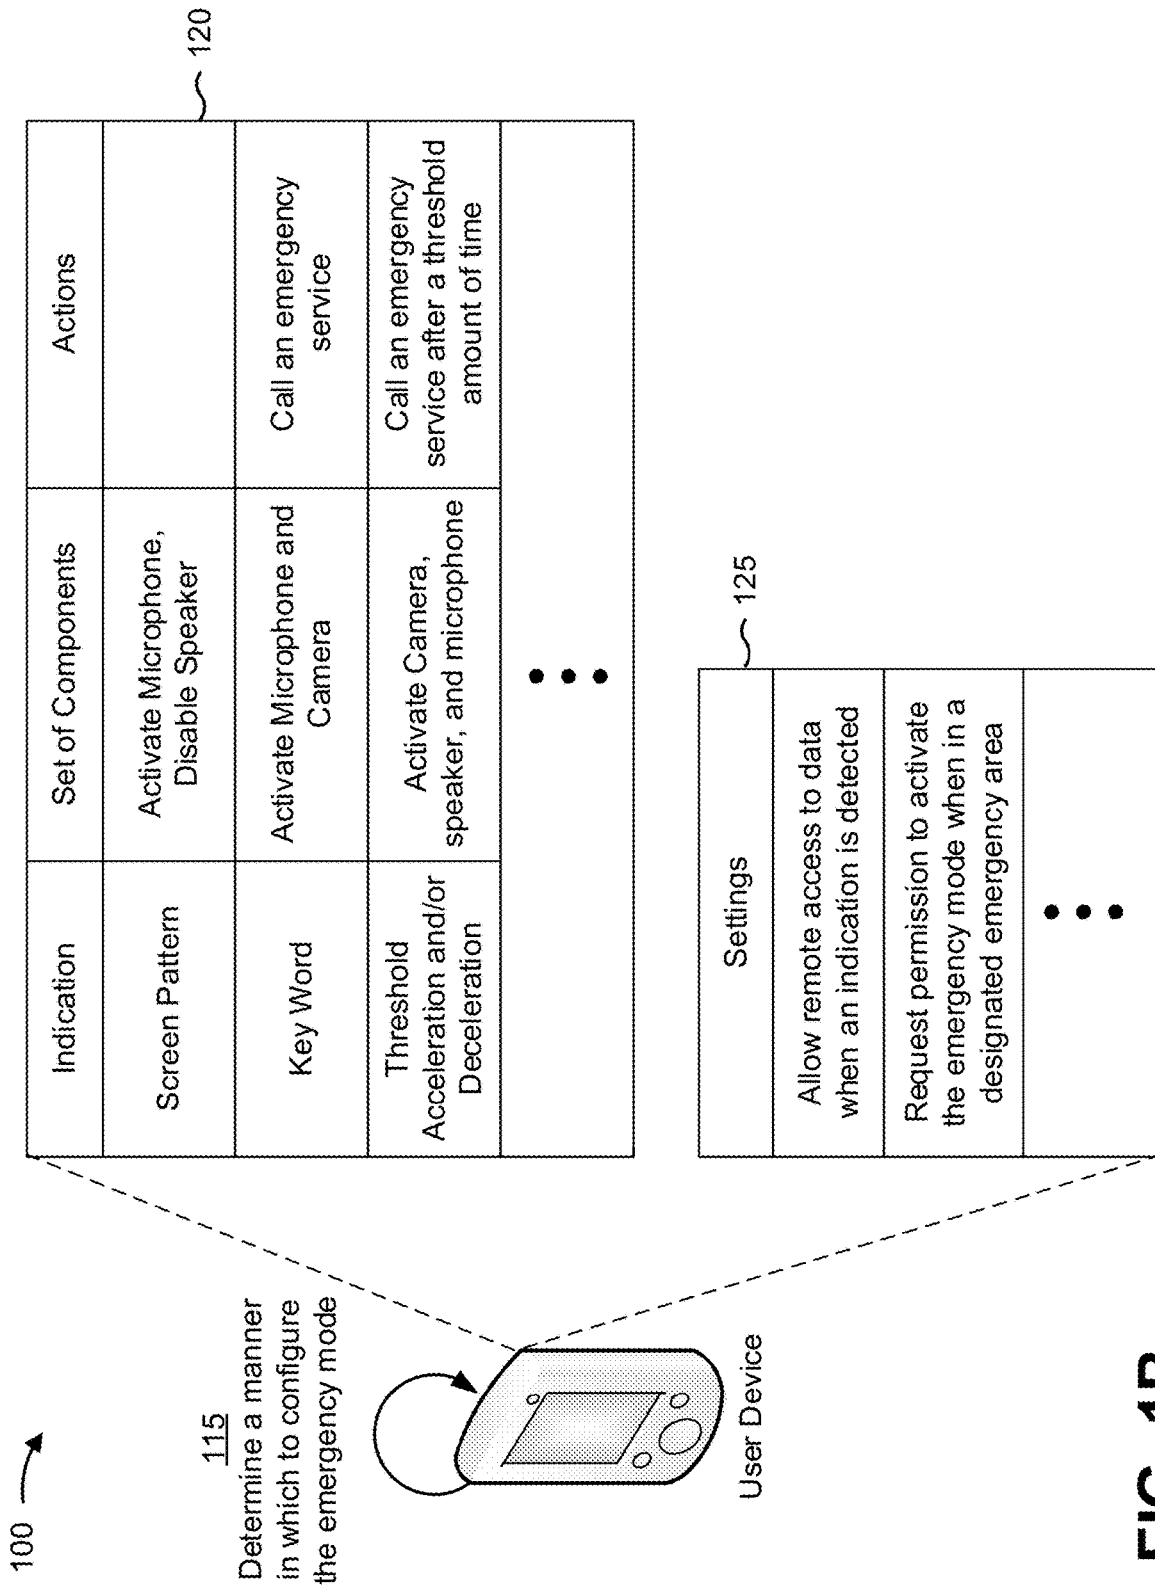 100
115
Determine a manner
in which to configure
the emergency mode
User Device
Indication
Set of Components
Actions
Screen Pattern
Activate Microphone,
Disable Speaker
Key Word
Activate Microphone and
Camera
Call an emergency
service
Threshold
Acceleration and/or
Deceleration
Activate Camera,
speaker, and microphone
Call an emergency
service after a threshold
amount of time
120
Settings
Allow remote access to data
when an indication is detected
Request permission to activate
the emergency mode when in a
designated emergency area
125
FIG. 1B